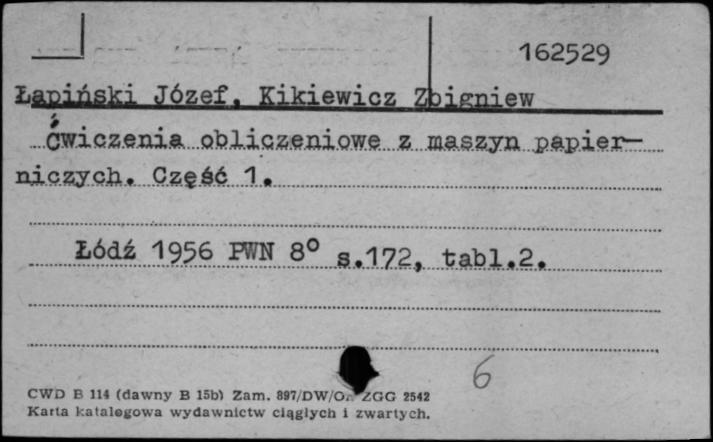 162529
Łapiński Józef, Kikiewicz Zbigniew
Ćwiczenia obliczeniowe z maszyn papier-
niczych. Część 1.
Łódź 1956 PWN 8° s.172, tabl.2.
6
CWD B 114 (dawny B 15b) Zam. 897/DW/O ZGG 2542
Karta katalogowa wydawnictw ciągłych i zwartych.